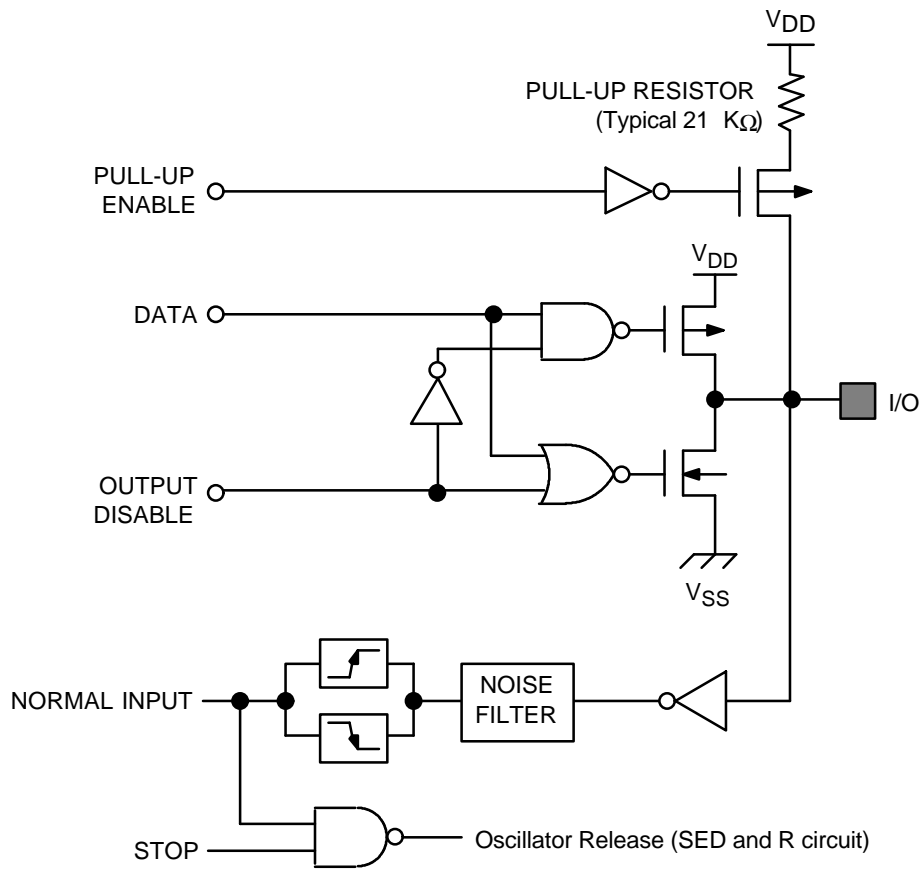 VDD
PULL-UP RESISTOR
(Typical 21 KΩ)
PULL-UP
ENABLE
VDD
DATA
I/O
OUTPUT
DISABLE
VSS
NORMAL INPUT
NOISE
FILTER
STOP
Oscillator Release (SED and R circuit)